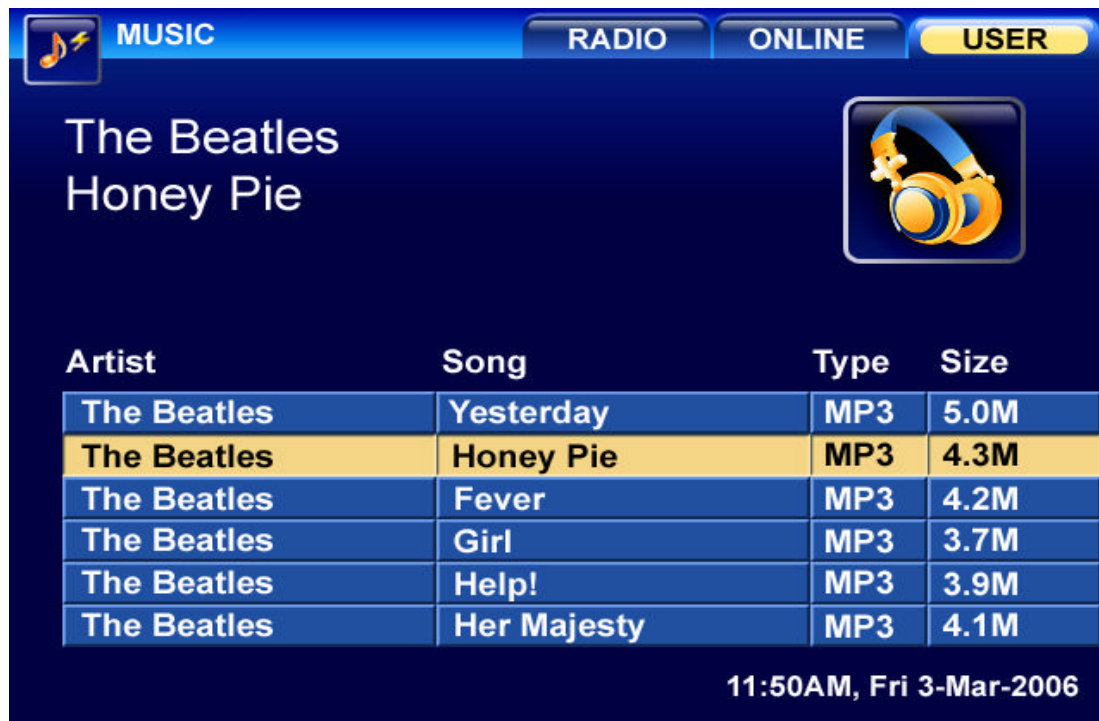 MUSIC RADIO ONLINE USER
The Beatles
Honey Pie
Artist Song Type Size
The Beatles Yesterday MP3 5.0M
The Beatles Honey Pie MP3 4.3M
The Beatles Fever MP3 4.2M
The Beatles Girl MP3 3.7M
The Beatles Help! MP3 3.9M
The Beatles Her Majesty MP3 4.1M
11:50AM, Fri 3-Mar-2006